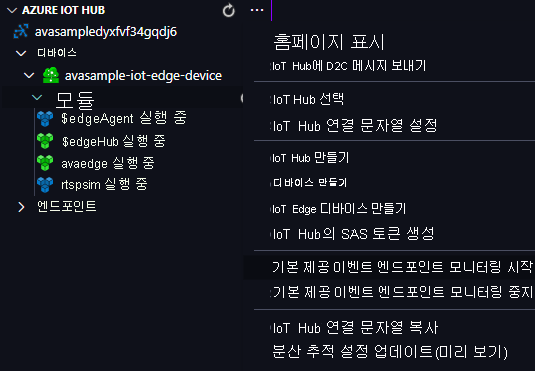 AZURE IOT HUB
avasampledyxfvf34gqdj6
디바이스
avasample-iot-edge-device
모듈
$edgeAgent 실행 중
$edgeHub 실행 중
avaedge 실행 중
rtspsim 실행 중
엔드포인트
홈페이지 표시
IoT Hub에 D2C 메시지 보내기
IoT Hub 선택
IoT Hub 연결 문자열 설정
IoT Hub 만들기
디바이스 만들기
IoT Edge 디바이스 만들기
IoT Hub의 SAS 토큰 생성
기본 제공 이벤트 엔드포인트 모니터링 시작
기본 제공 이벤트 엔드포인트 모니터링 중지
IoT Hub 연결 문자열 복사
분산 추적 설정 업데이트(미리 보기)